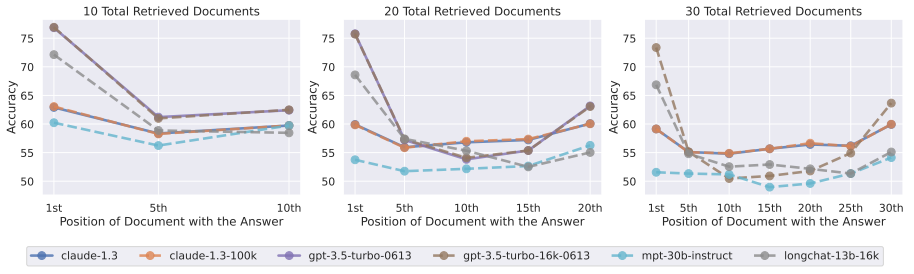 10 Total Retrieved Documents
75
70
65
60
55
50
Accuracy
1st 5th 10th
Position of Document with the Answer
20 Total Retrieved Documents
75
70
65
60
55
50
Accuracy
1st 5th 10th 15th 20th
Position of Document with the Answer
30 Total Retrieved Documents
75
70
65
60
55
50
Accuracy
1st 5th 10th 15th 20th 25th 30th
Position of Document with the Answer
claude-1.3 claude-1.3-100k gpt-3.5-turbo-0613 gpt-3.5-turbo-16k-0613 mpt-30b-instruct longchat-13b-16k